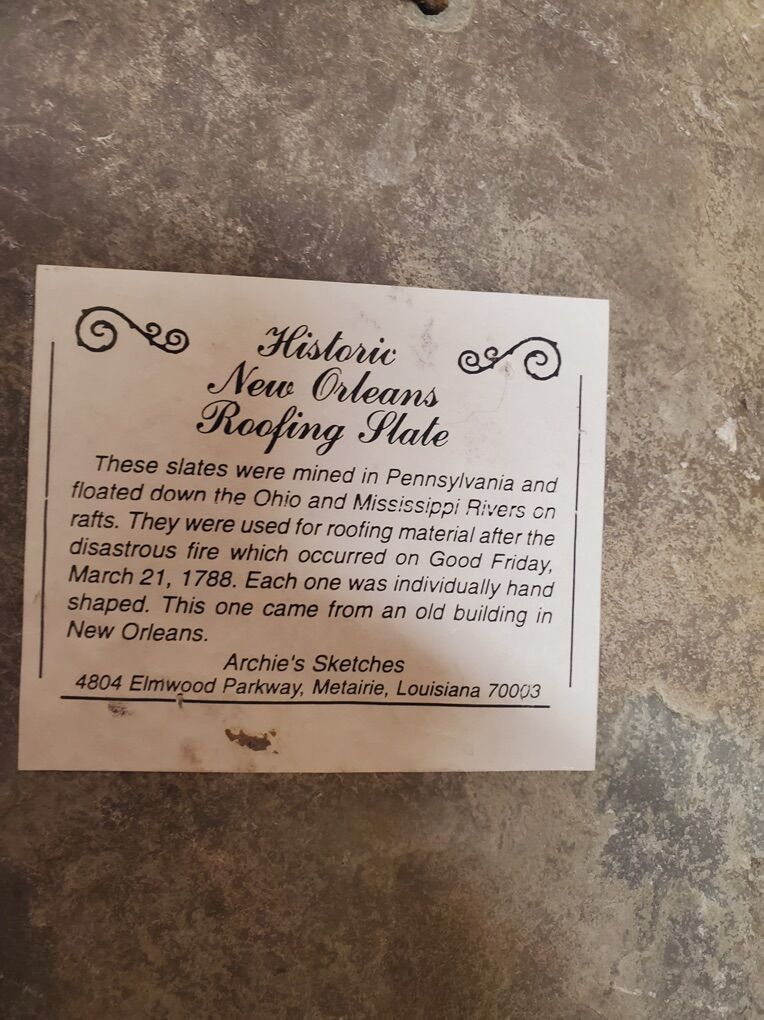 Historic
New Orleans
Roofing Slate
These slates were mined in Pennsylvania and
floated down the Ohio and Mississippi Rivers on
rafts. They were used for roofing material after the
disastrous fire which occurred on Good Friday,
March 21, 1788. Each one was individually hand
shaped. This one came from an old building in
New Orleans.
Archie's Sketches
4804 Elmwood Parkway, Metairie, Louisiana 70003